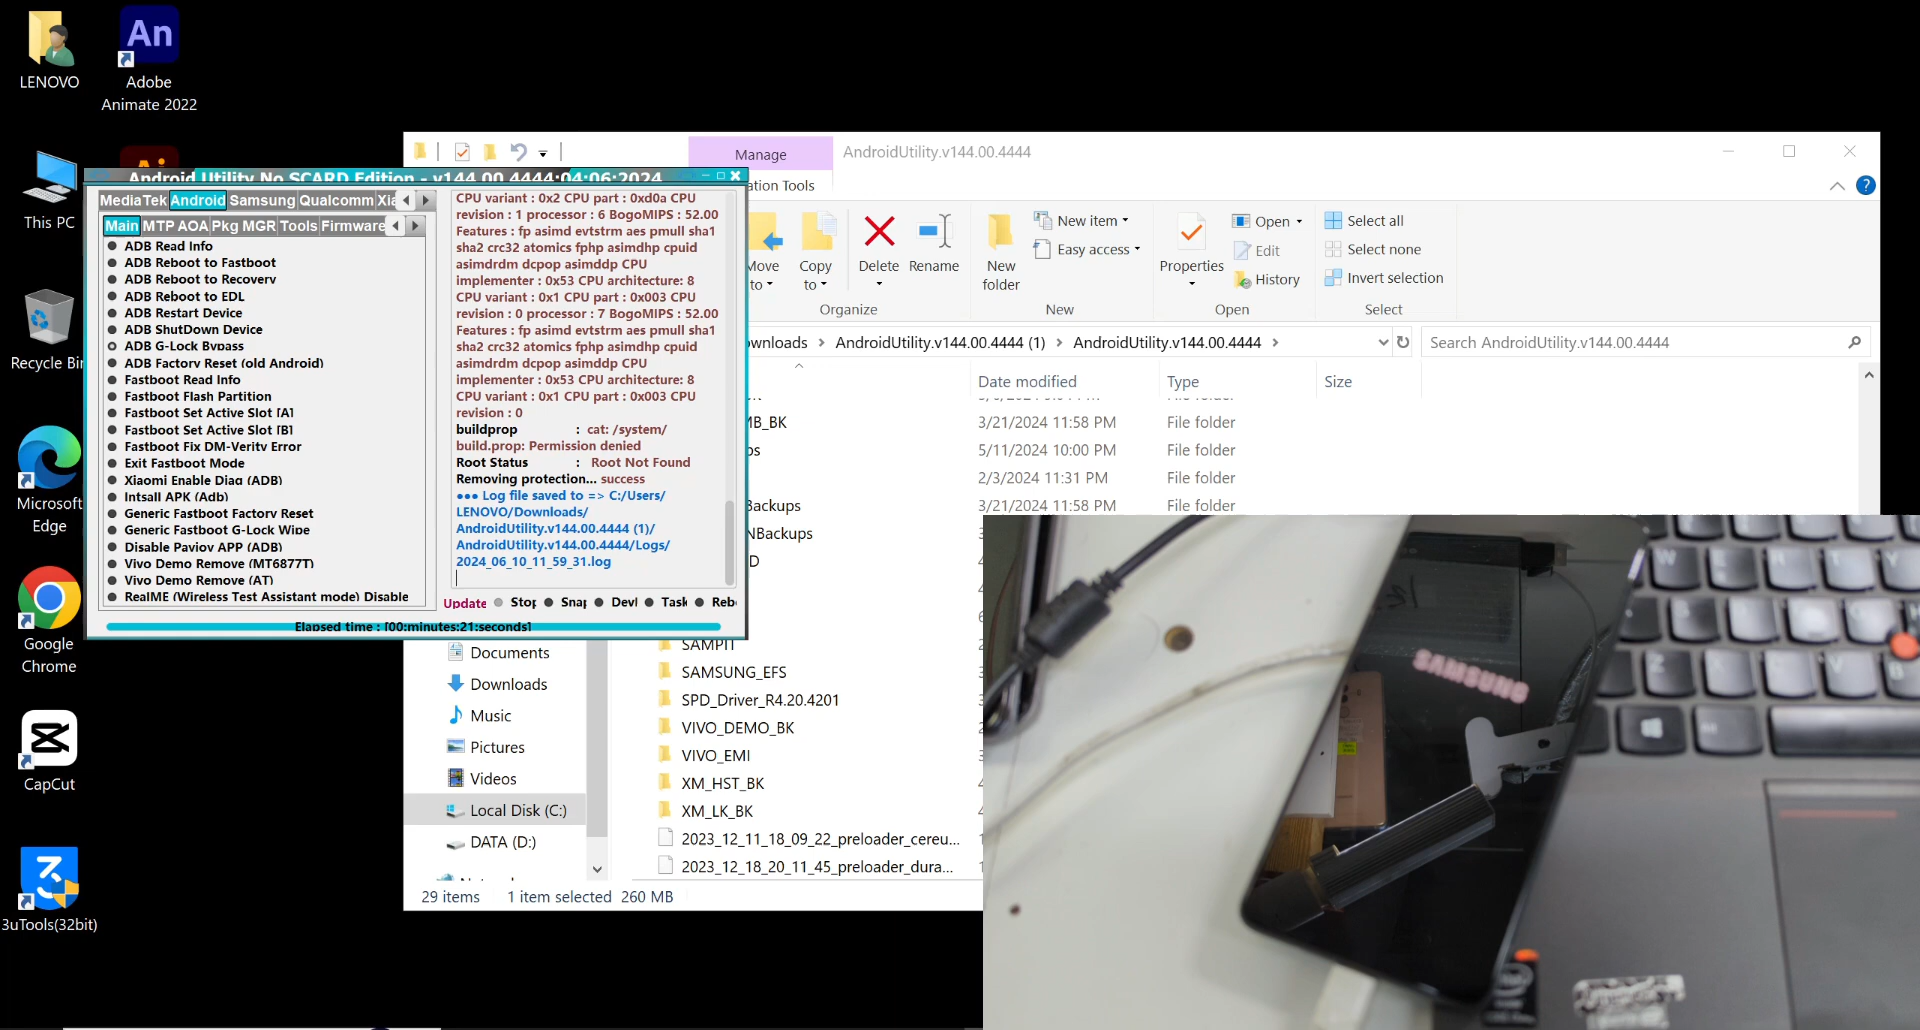 LENOVO
Adobe
Animate 2022
An
This PC
Recycle Bin
Microsoft
Edge
Google
Chrome
CapCut
3uTools(32bit)
Android Utility No SCARD Edition - v144.00.4444:04:06:2024
MediaTek Android Samsung Qualcomm
Main MTP AOA Pkg MGR Tools Firmware
ADB Read Info
ADB Reboot to Fastboot
ADB Reboot to Recovery
ADB Reboot to EDL
ADB Restart Device
ADB ShutDown Device
ADB G-Lock Bypass
ADB Factory Reset (old Android)
Fastboot Read Info
Fastboot Flash Partition
Fastboot Set Active Slot [A]
Fastboot Set Active Slot [B]
Fastboot Fix DM-Verity Error
Exit Fastboot Mode
Xiaomi Enable Diag (ADB)
Intsall APK (Adb)
Generic Fastboot Factory Reset
Generic Fastboot G-Lock Wipe
Disable Payjoy APP (ADB)
Vivo Demo Remove (MT6877T)
Vivo Demo Remove (AT)
RealME (Wireless Test Assistant mode) Disable
CPU variant : 0x2 CPU part : 0xd0a CPU
revision : 1 processor : 6 BogoMIPS : 52.00
Features : fp asimd evtstrm aes pmull sha1
sha2 crc32 atomics fphp asimdhp cpuid
asimdrdm dcpop asimddp CPU
implementer : 0x53 CPU architecture: 8
CPU variant : 0x1 CPU part : 0x003 CPU
revision : 0 processor : 7 BogoMIPS : 52.00
Features : fp asimd evtstrm aes pmull sha1
sha2 crc32 atomics fphp asimdhp cpuid
asimdrdm dcpop asimddp CPU
implementer : 0x53 CPU architecture: 8
CPU variant : 0x1 CPU part : 0x003 CPU
revision : 0
buildprop : cat: /system/
build.prop: Permission denied
Root Status : Root Not Found
Removing protection... success
••• Log file saved to => C:/Users/
LENOVO/Downloads/
AndroidUtility.v144.00.4444 (1)/
AndroidUtility.v144.00.4444/Logs/
2024_06_10_11_59_31.log
Update Stop Snap Task Reb
Elapsed time : [00:minutes:21:seconds]
Manage AndroidUtility.v144.00.4444
ation Tools
Move to
Copy to
Delete
Rename
Organize
New folder
New item
Easy access
New
Properties
Open
Edit
History
Open
Select all
Select none
Invert selection
Select
wnloads > AndroidUtility.v144.00.4444 (1) > AndroidUtility.v144.00.4444 >
Search AndroidUtility.v144.00.4444
Date modified Type Size
MB_BK 3/21/2024 11:58 PM File folder
5/11/2024 10:00 PM File folder
2/3/2024 11:31 PM File folder
Backups 3/21/2024 11:58 PM File folder
NBackups
D
Documents
Downloads
Music
Pictures
Videos
Local Disk (C:)
DATA (D:)
SAMPIT
SAMSUNG_EFS
SPD_Driver_R4.20.4201
VIVO_DEMO_BK
VIVO_EMI
XM_HST_BK
XM_LK_BK
2023_12_11_18_09_22_preloader_cereu...
2023_12_18_20_11_45_preloader_dura...
29 items 1 item selected 260 MB
SAMSUNG
W
E
S
D
F
Z
X
C
V
B